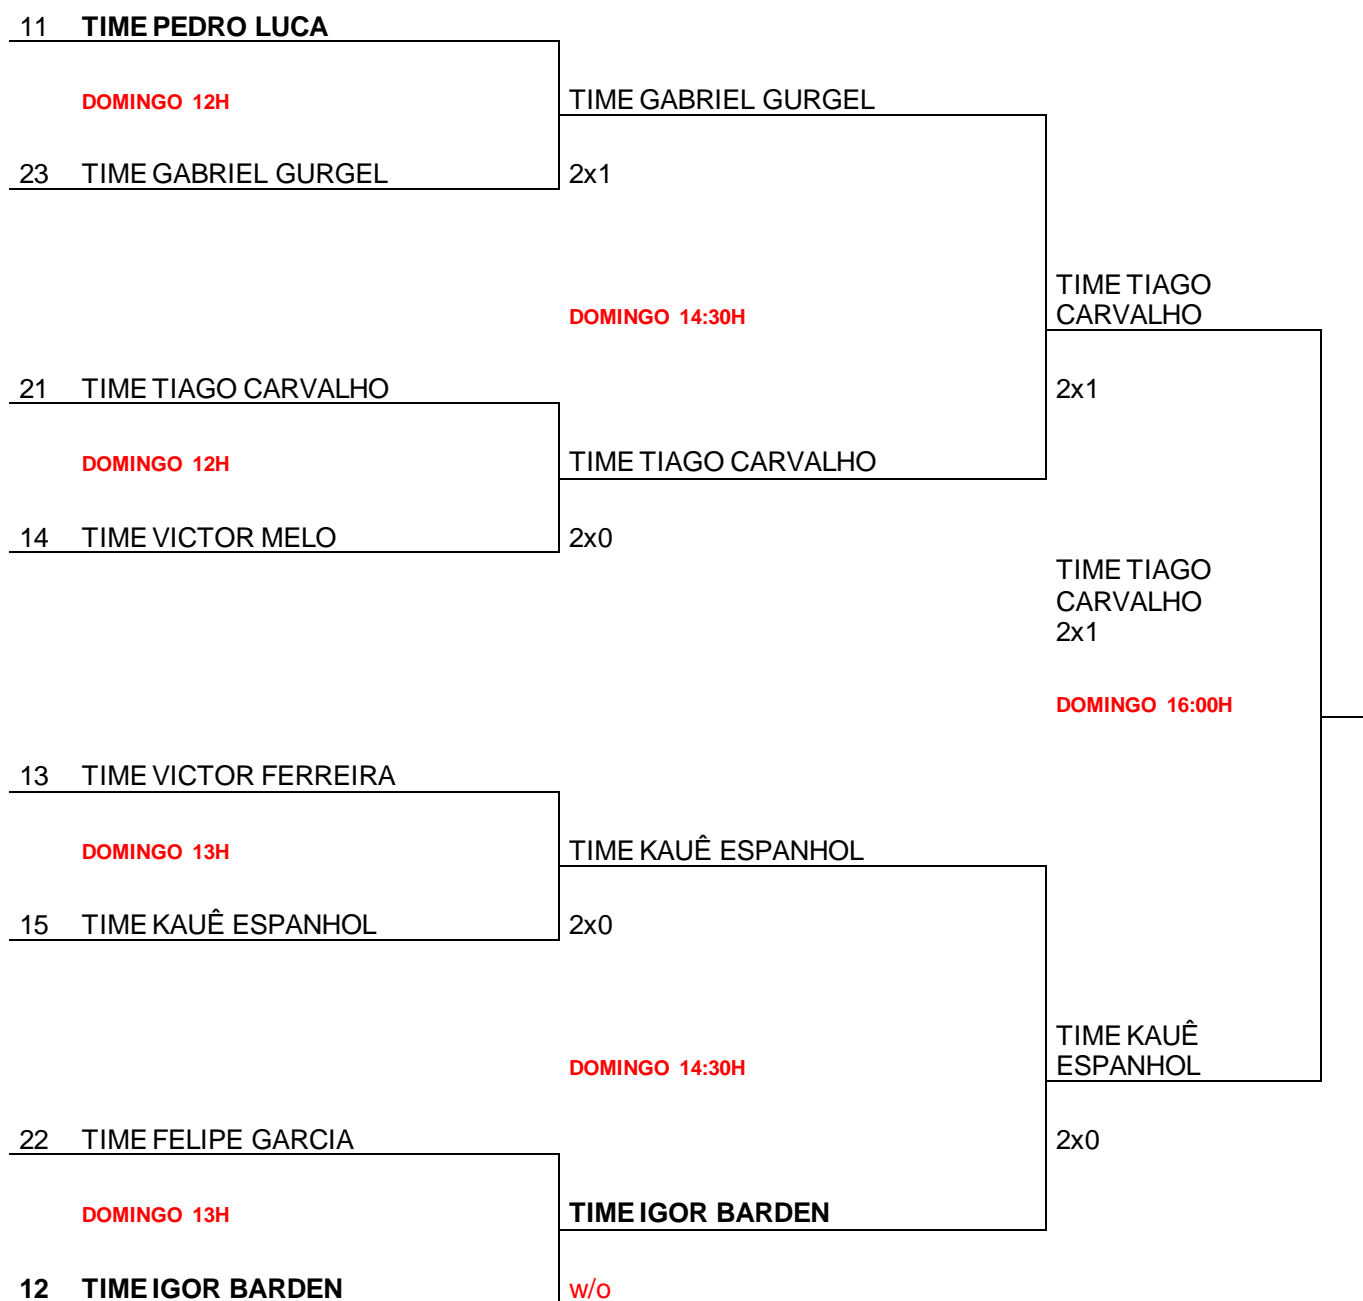 11 TIME PEDRO LUCA
DOMINGO 12H
TIME GABRIEL GURGEL
23 TIME GABRIEL GURGEL
2x1
TIME TIAGO
CARVALHO
DOMINGO 14:30H
21 TIME TIAGO CARVALHO
2x1
DOMINGO 12H
TIME TIAGO CARVALHO
14 TIME VICTOR MELO
2x0
TIME TIAGO
CARVALHO
2x1
DOMINGO 16:00H
13 TIME VICTOR FERREIRA
DOMINGO 13H
TIME KAUÊ ESPANHOL
15 TIME KAUÊ ESPANHOL
2x0
TIME KAUÊ
ESPANHOL
DOMINGO 14:30H
22 TIME FELIPE GARCIA
2x0
DOMINGO 13H
TIME IGOR BARDEN
12 TIME IGOR BARDEN
w/o